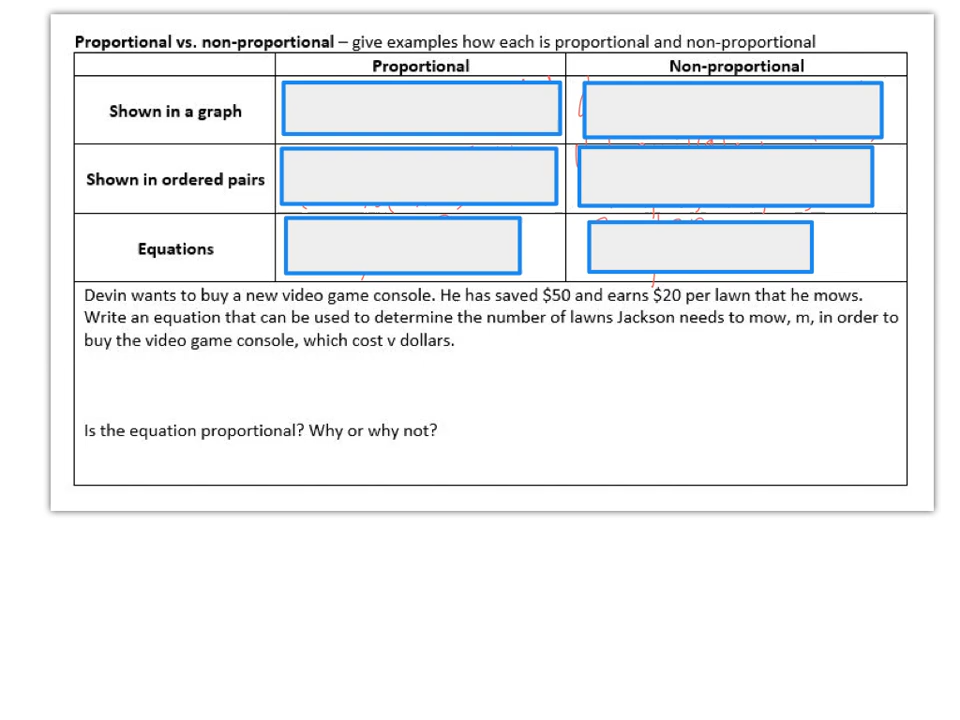 Proportional vs. non-proportional – give examples how each is proportional and non-proportional
Proportional Non-proportional
Shown in a graph
Shown in ordered pairs
Equations
Devin wants to buy a new video game console. He has saved $50 and earns $20 per lawn that he mows.
Write an equation that can be used to determine the number of lawns Jackson needs to mow, m, in order to
buy the video game console, which cost v dollars.
Is the equation proportional? Why or why not?